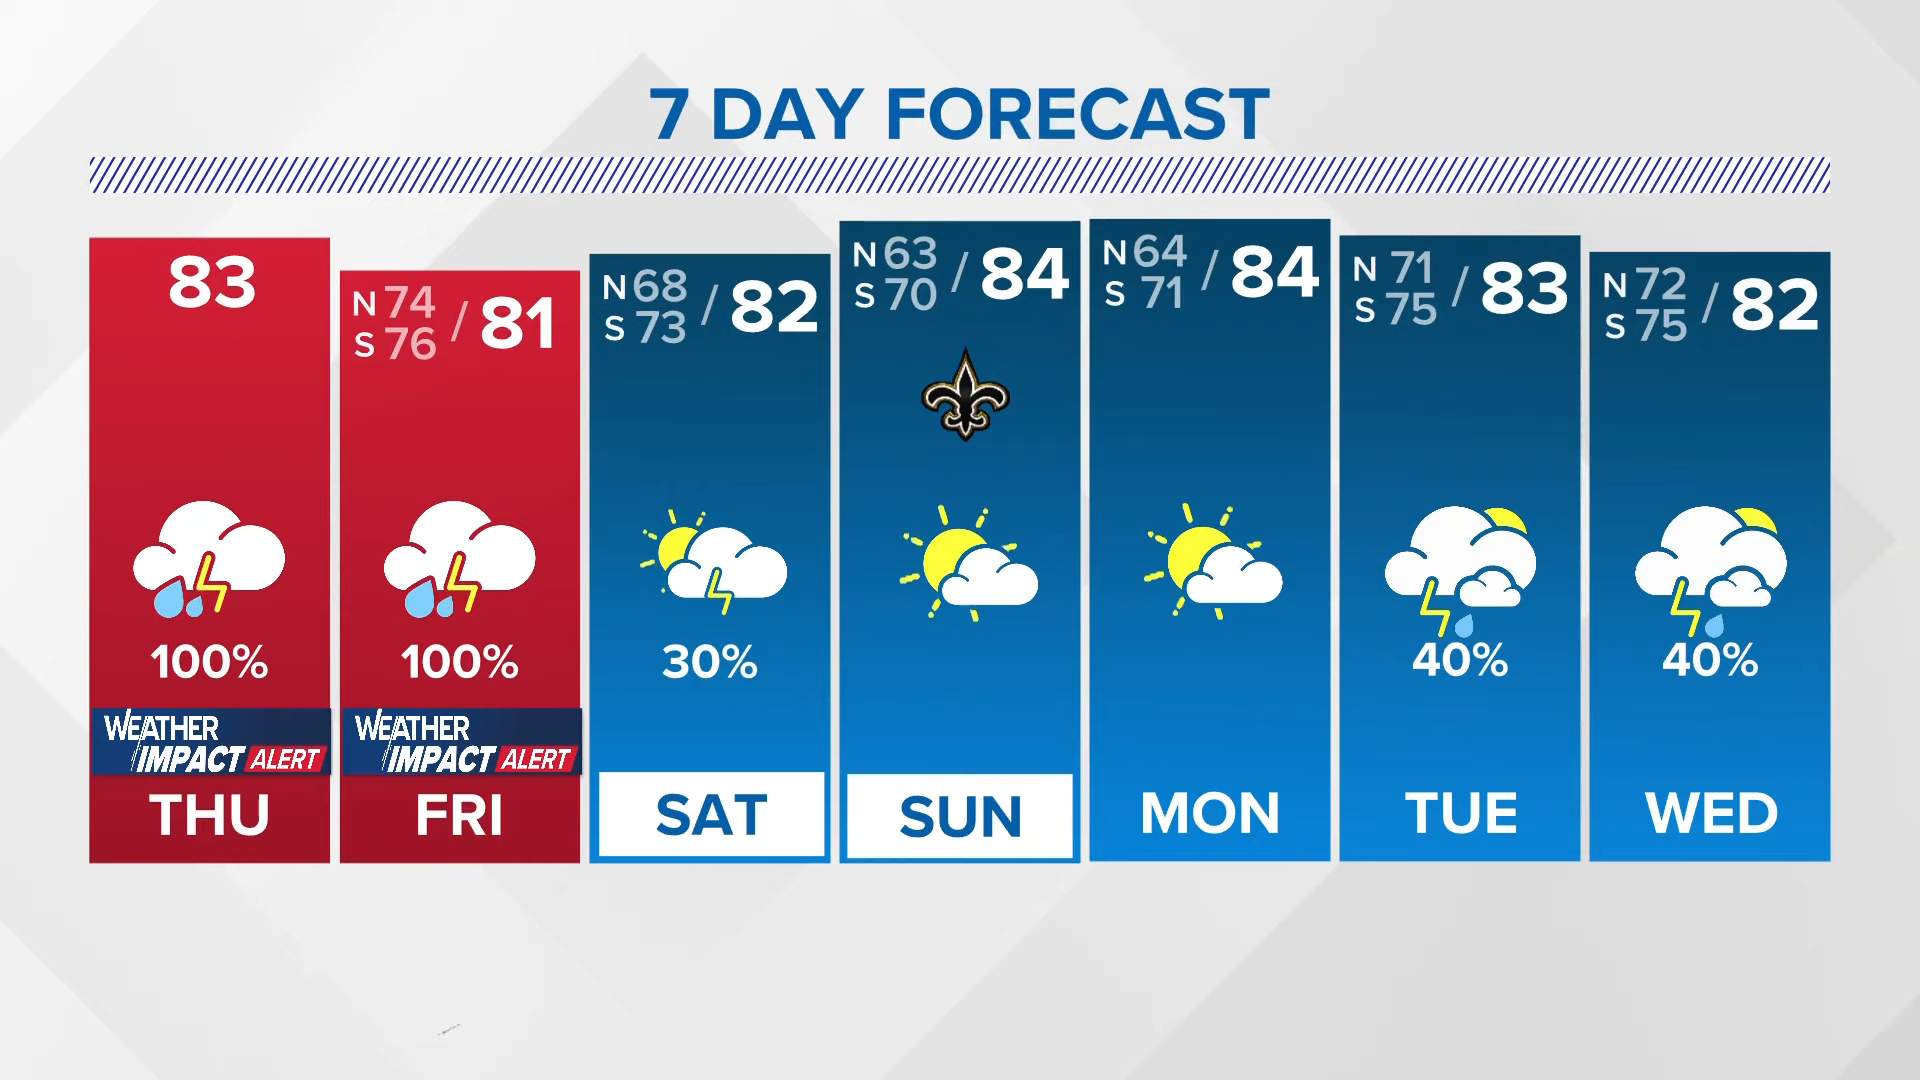 7 DAY FORECAST
83
100%
WEATHER
IMPACT ALERT
THU
N 74 / 81
S 76
100%
WEATHER
IMPACT ALERT
FRI
N 68 / 82
S 73
30%
SAT
N 63 / 84
S 70
SUN
N 64 / 84
S 71
MON
N 71 / 83
S 75
40%
TUE
N 72 / 82
S 75
40%
WED